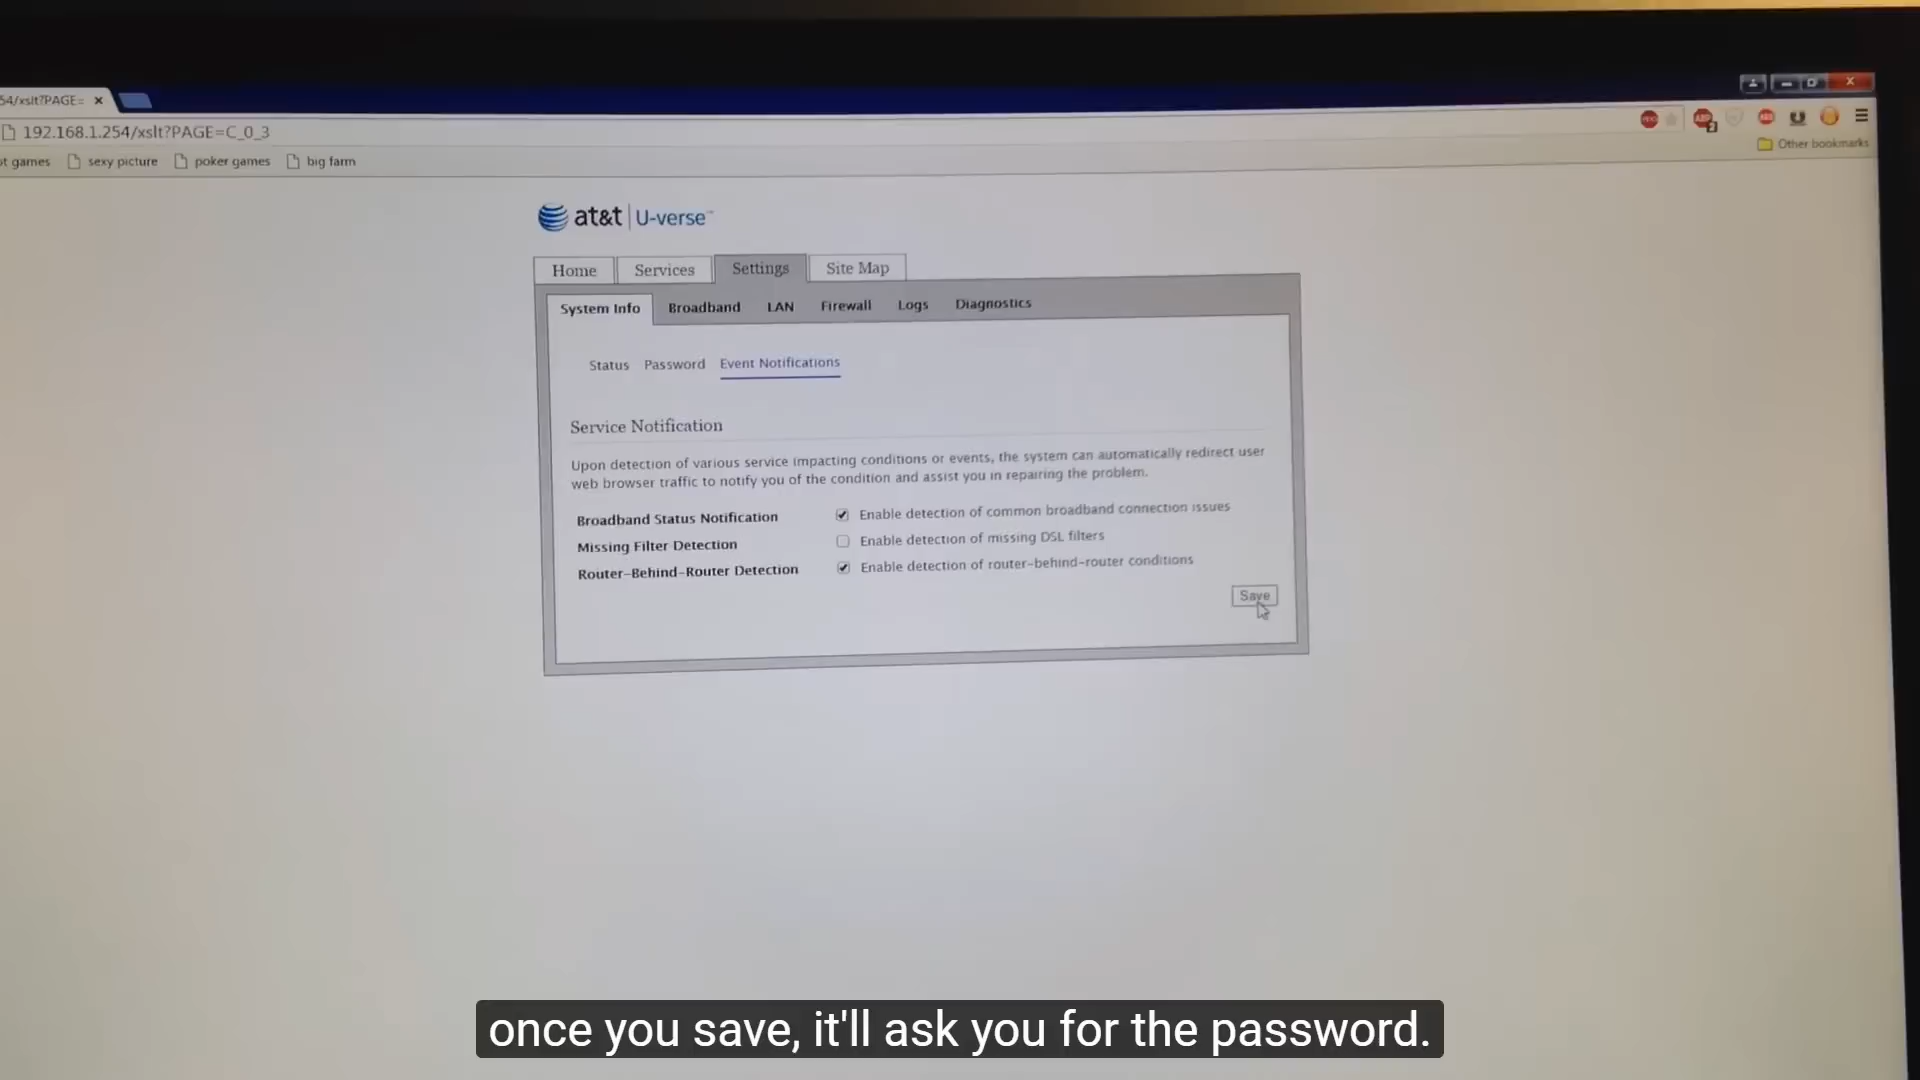 54/xslt?PAGE=
192.168.1.254/xslt?PAGE=C_0_3
ot games sexy picture poker games big farm
Other bookmarks
at&t | U-verse
Home Services Settings Site Map
System Info Broadband LAN Firewall Logs Diagnostics
Status Password Event Notifications
Service Notification
Upon detection of various service impacting conditions or events, the system can automatically redirect user
web browser traffic to notify you of the condition and assist you in repairing the problem.
Broadband Status Notification Enable detection of common broadband connection issues
Missing Filter Detection Enable detection of missing DSL filters
Router-Behind-Router Detection Enable detection of router-behind-router conditions
Save
once you save, it'll ask you for the password.